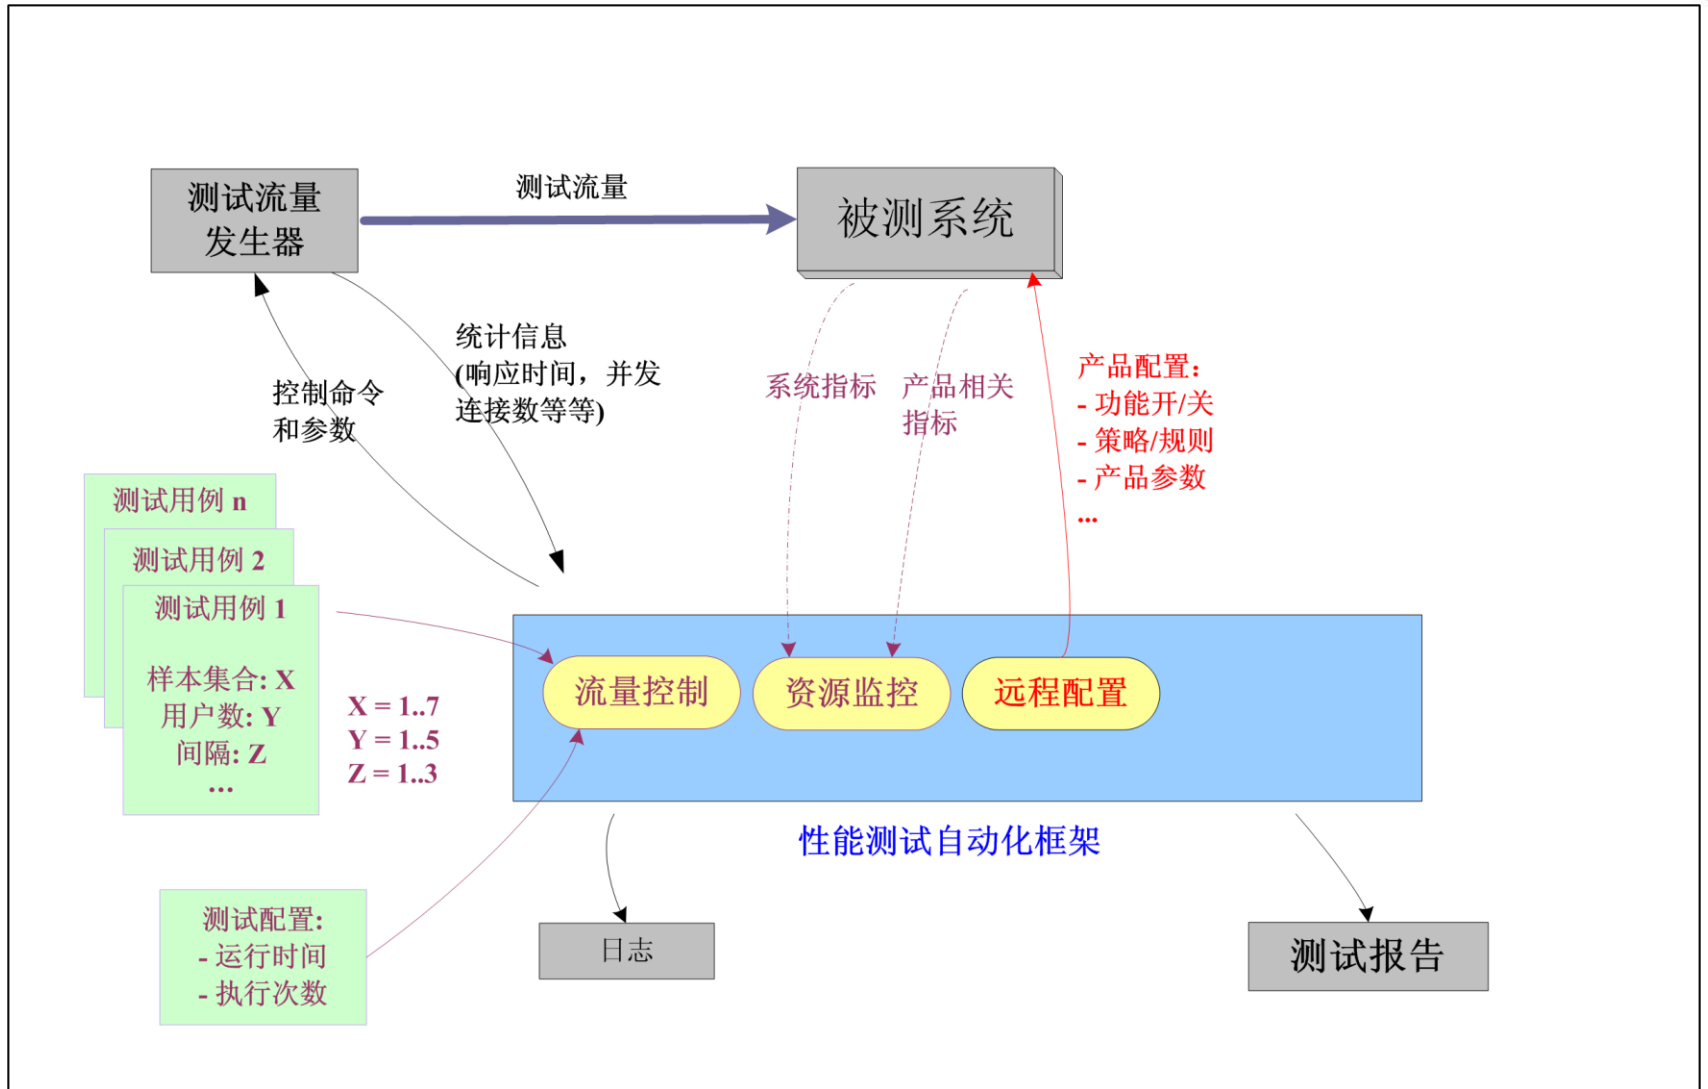 测试流量
发生器
测试流量
被测系统
控制命令
和参数
统计信息
(响应时间，并发
连接数等等)
系统指标
产品相关
指标
产品配置：
- 功能开/关
- 策略/规则
- 产品参数
...
测试用例 n
测试用例 2
测试用例 1
样本集合: X
用户数: Y
间隔: Z
...
X = 1..7
Y = 1..5
Z = 1..3
流量控制
资源监控
远程配置
性能测试自动化框架
测试配置:
- 运行时间
- 执行次数
日志
测试报告